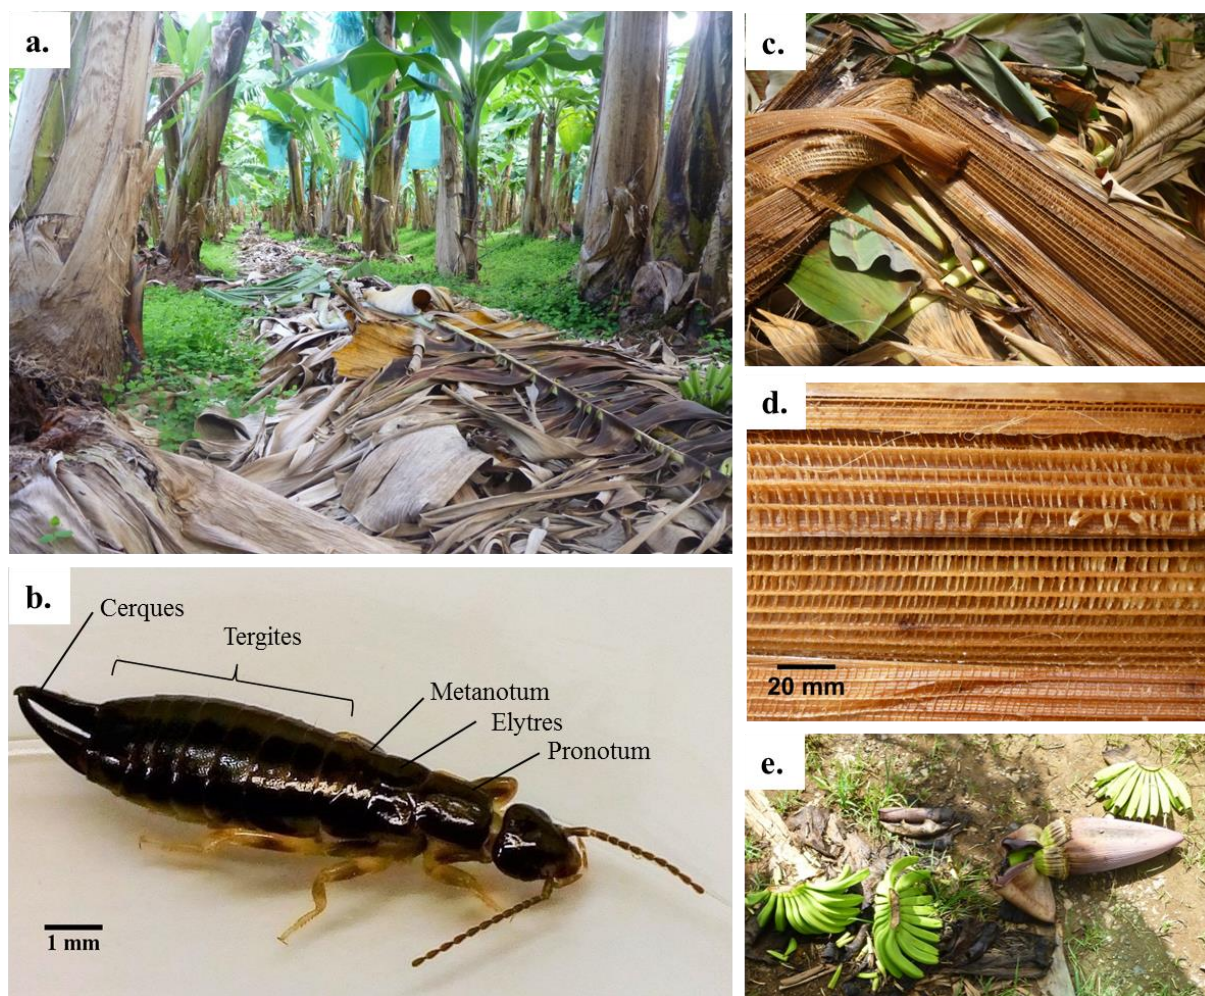 a.
b.
Cerques
Tergites
Metanotum
Elytres
Pronotum
1 mm
c.
d.
20 mm
e.